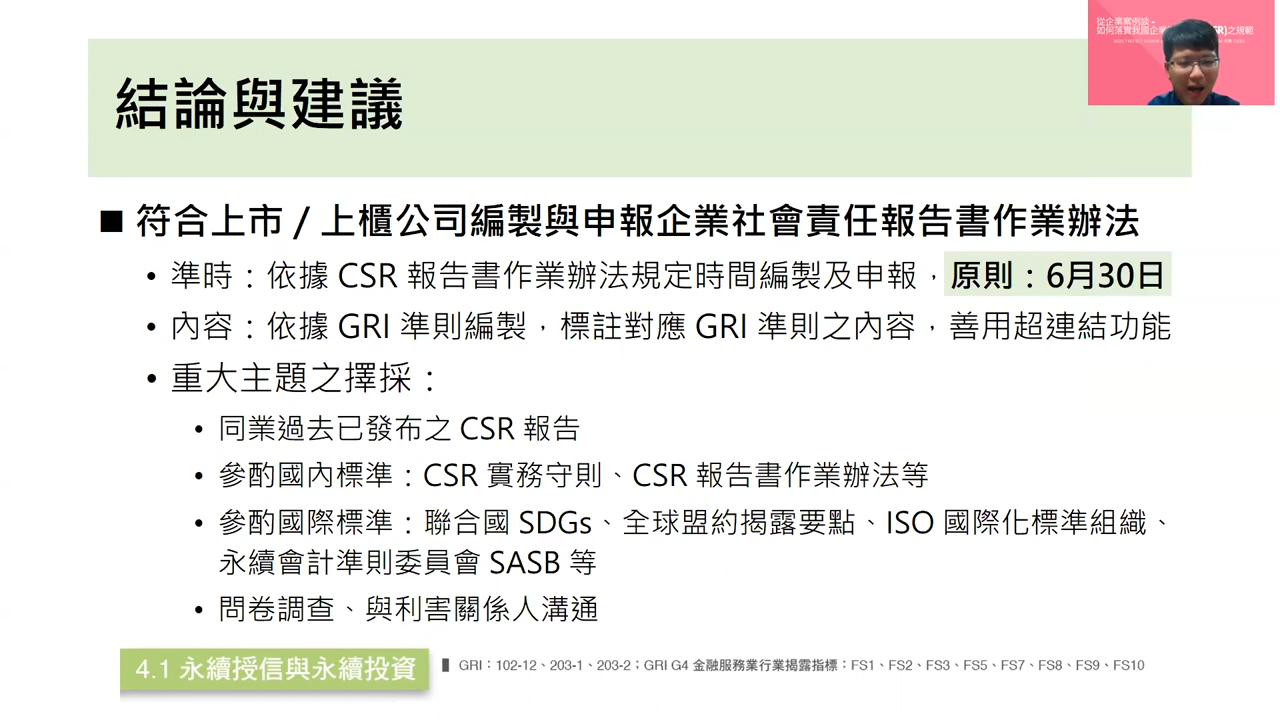 從企業案例談 -
如何落實我國企業
R)之規範
結論與建議
■ 符合上市 / 上櫃公司編製與申報企業社會責任報告書作業辦法
• 準時：依據 CSR 報告書作業辦法規定時間編製及申報，原則：6月30日
• 內容：依據 GRI 準則編製，標註對應 GRI 準則之內容，善用超連結功能
• 重大主題之擇採：
• 同業過去已發布之 CSR 報告
• 參酌國內標準：CSR 實務守則、CSR 報告書作業辦法等
• 參酌國際標準：聯合國 SDGs、全球盟約揭露要點、ISO 國際化標準組織、
永續會計準則委員會 SASB 等
• 問卷調查、與利害關係人溝通
4.1 永續授信與永續投資
GRI：102-12、203-1、203-2；GRI G4 金融服務業行業揭露指標：FS1、FS2、FS3、FS5、FS7、FS8、FS9、FS10